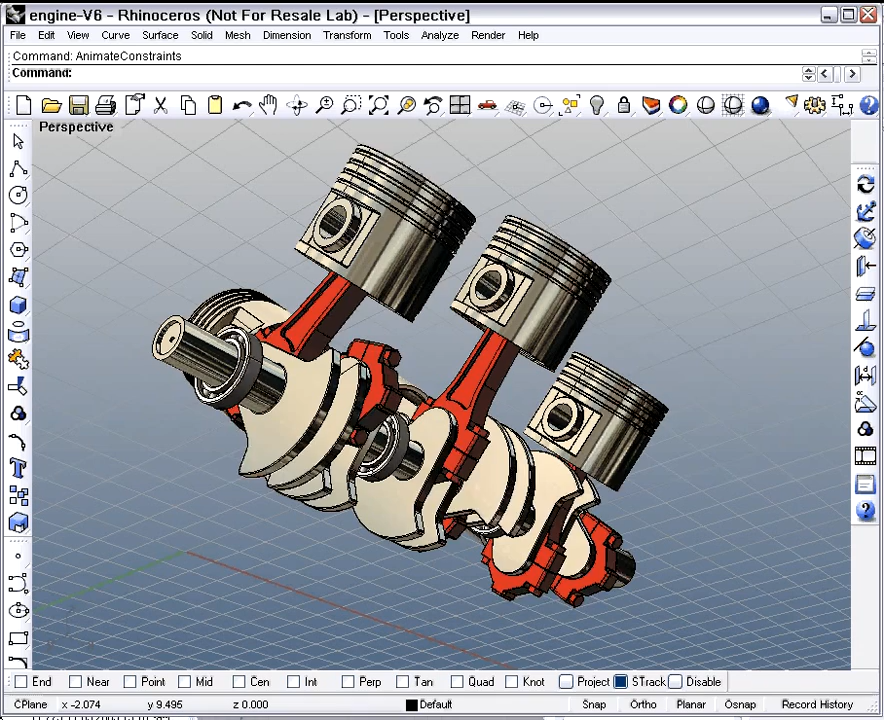 engine-V6 - Rhinoceros (Not For Resale Lab) - [Perspective]
File Edit View Curve Surface Solid Mesh Dimension Transform Tools Analyze Render Help
Command: AnimateConstraints
Command:
Perspective
End Near Point Mid Cen Int Perp Tan Quad Knot Project STrack Disable
CPlane x -2.074 y 9.495 z 0.000 Default Snap Ortho Planar Osnap Record History